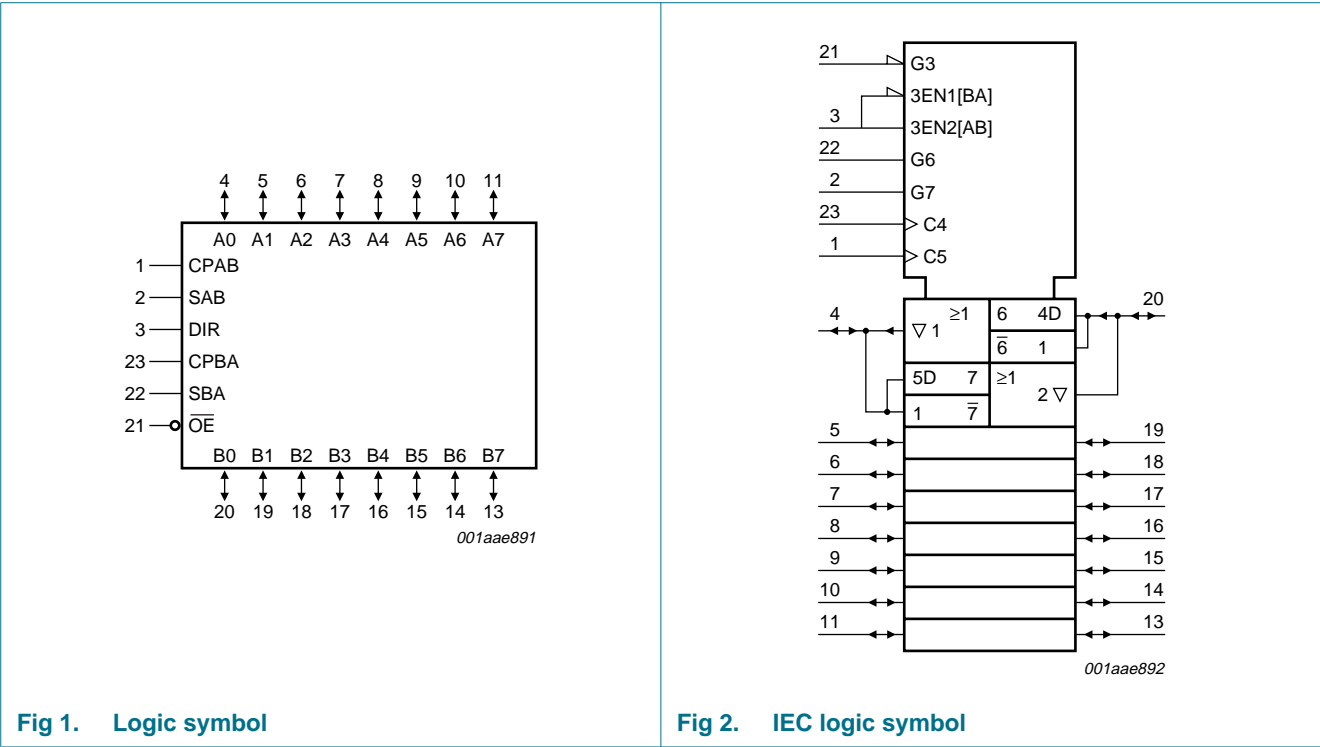 4 5 6 7 8 9 10 11
A0 A1 A2 A3 A4 A5 A6 A7
1 CPAB
2 SAB
3 DIR
23 CPBA
22 SBA
21 O̅E̅
B0 B1 B2 B3 B4 B5 B6 B7
20 19 18 17 16 15 14 13
001aae891
Fig 1. Logic symbol
21 G3
3EN1[BA]
3 3EN2[AB]
22 G6
2 G7
23 C4
1 C5
4 ▽ 1 ≥1 6 4D 20
6̅ 1
5D 7 ≥1 2 ▽
1 7̅
5 19
6 18
7 17
8 16
9 15
10 14
11 13
001aae892
Fig 2. IEC logic symbol